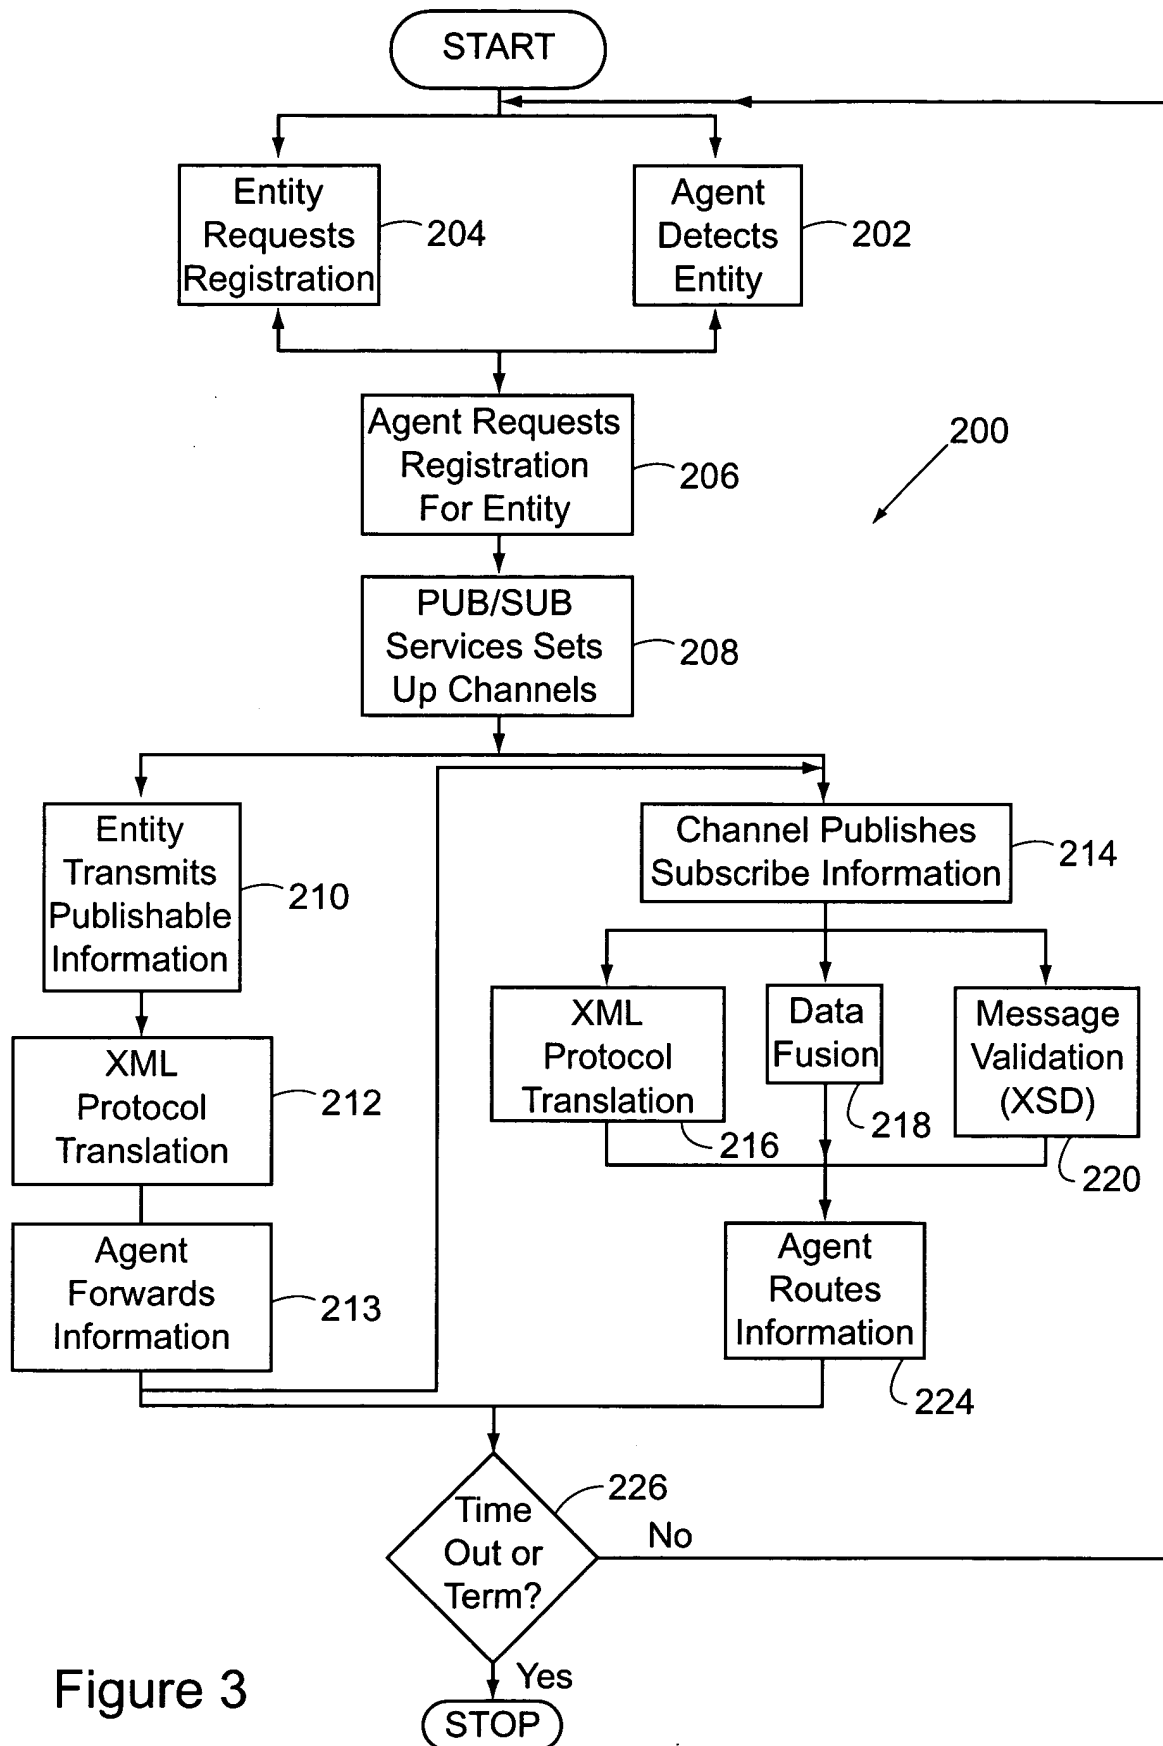 START
Entity
Requests
Registration
204
Agent
Detects
Entity
202
Agent Requests
Registration
For Entity
206
200
PUB/SUB
Services Sets
Up Channels
208
Entity
Transmits
Publishable
Information
210
Channel Publishes
Subscribe Information
214
XML
Protocol
Translation
212
XML
Protocol
Translation
216
Data
Fusion
218
Message
Validation
(XSD)
220
Agent
Forwards
Information
213
Agent
Routes
Information
224
Time
Out or
Term?
226
No
Yes
STOP
Figure 3